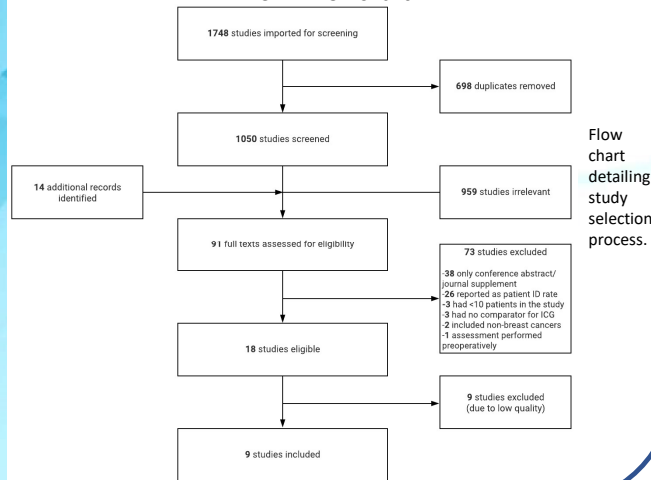 1748 studies imported for screening
698 duplicates removed
1050 studies screened
14 additional records
identified
959 studies irrelevant
91 full texts assessed for eligibility
73 studies excluded
-38 only conference abstract/
journal supplement
-26 reported as patient ID rate
-3 had <10 patients in the study
-3 had no comparator for ICG
-2 included non-breast cancers
-1 assessment performed
preoperatively
18 studies eligible
9 studies excluded
(due to low quality)
9 studies included
Flow
chart
detailing
study
selection
process.